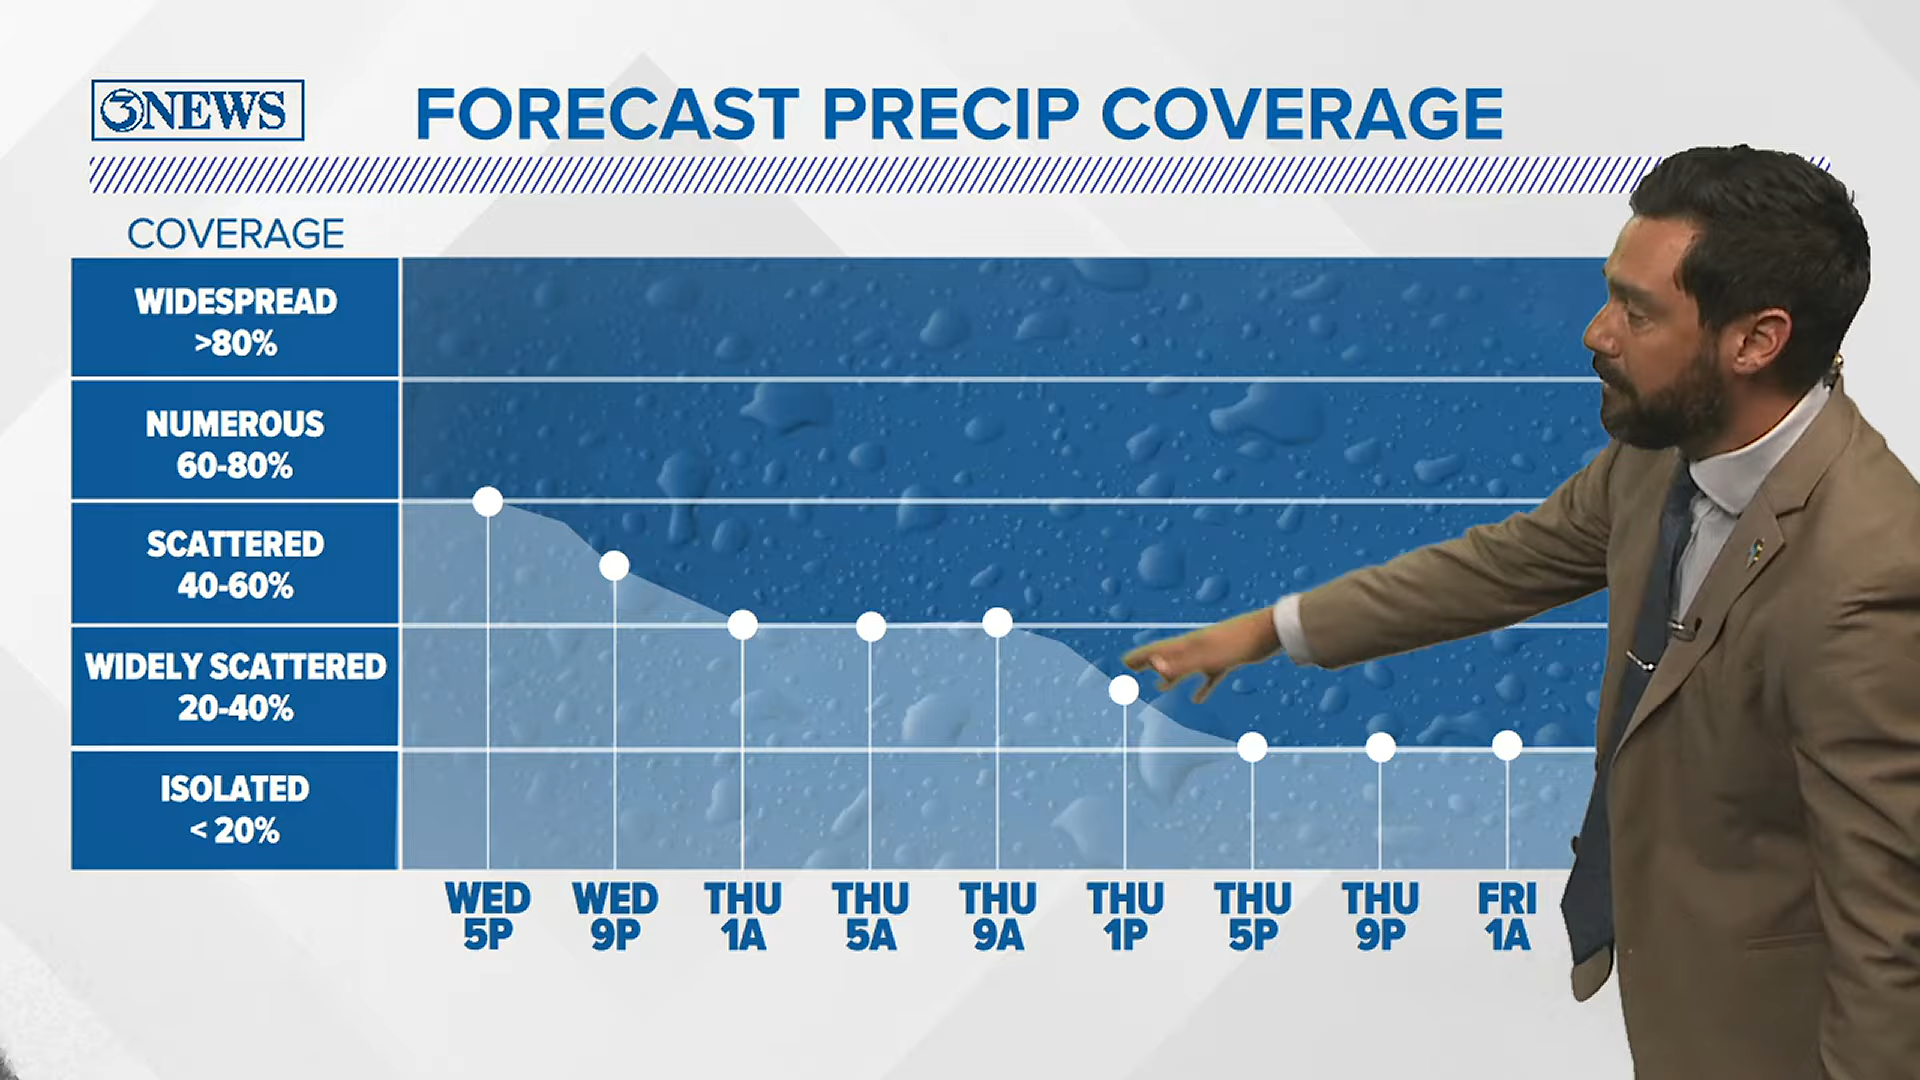 3NEWS
FORECAST PRECIP COVERAGE
COVERAGE
WIDESPREAD
>80%
NUMEROUS
60-80%
SCATTERED
40-60%
WIDELY SCATTERED
20-40%
ISOLATED
< 20%
WED WED THU THU THU THU THU THU FRI
5P 9P 1A 5A 9A 1P 5P 9P 1A